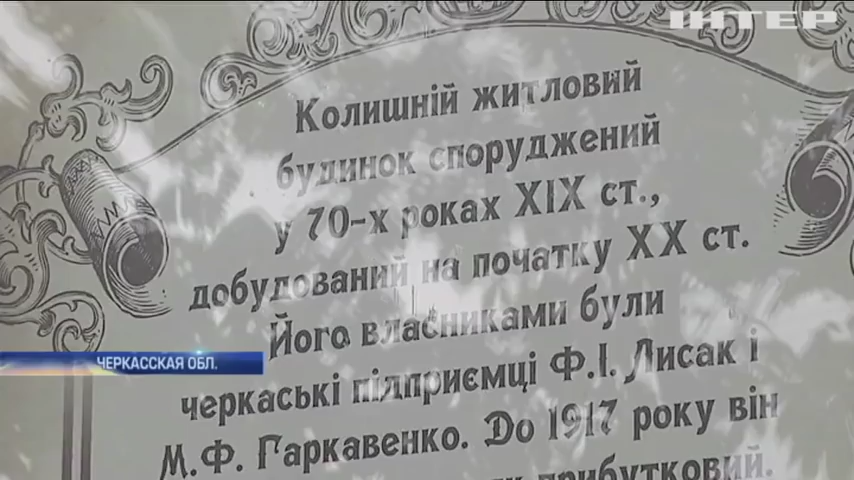 ІНТЕР
Колишній житловий
будинок споруджений
у 70-х роках XIX ст.,
добудований на початку XX ст.
Його власниками були
черкаські підприємці Ф.І. Лисак і
М.Ф. Гаркавенко. До 1917 року він
прибутковий.
ЧЕРКАССКАЯ ОБЛ.